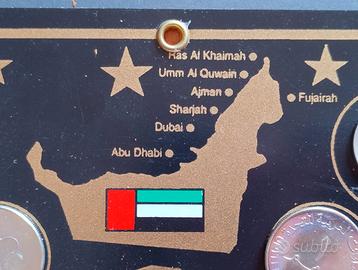 Ras Al Khaimah
Umm Al Quwain
Ajman
Fujairah
Sharjah
Dubai
Abu Dhabi
subito